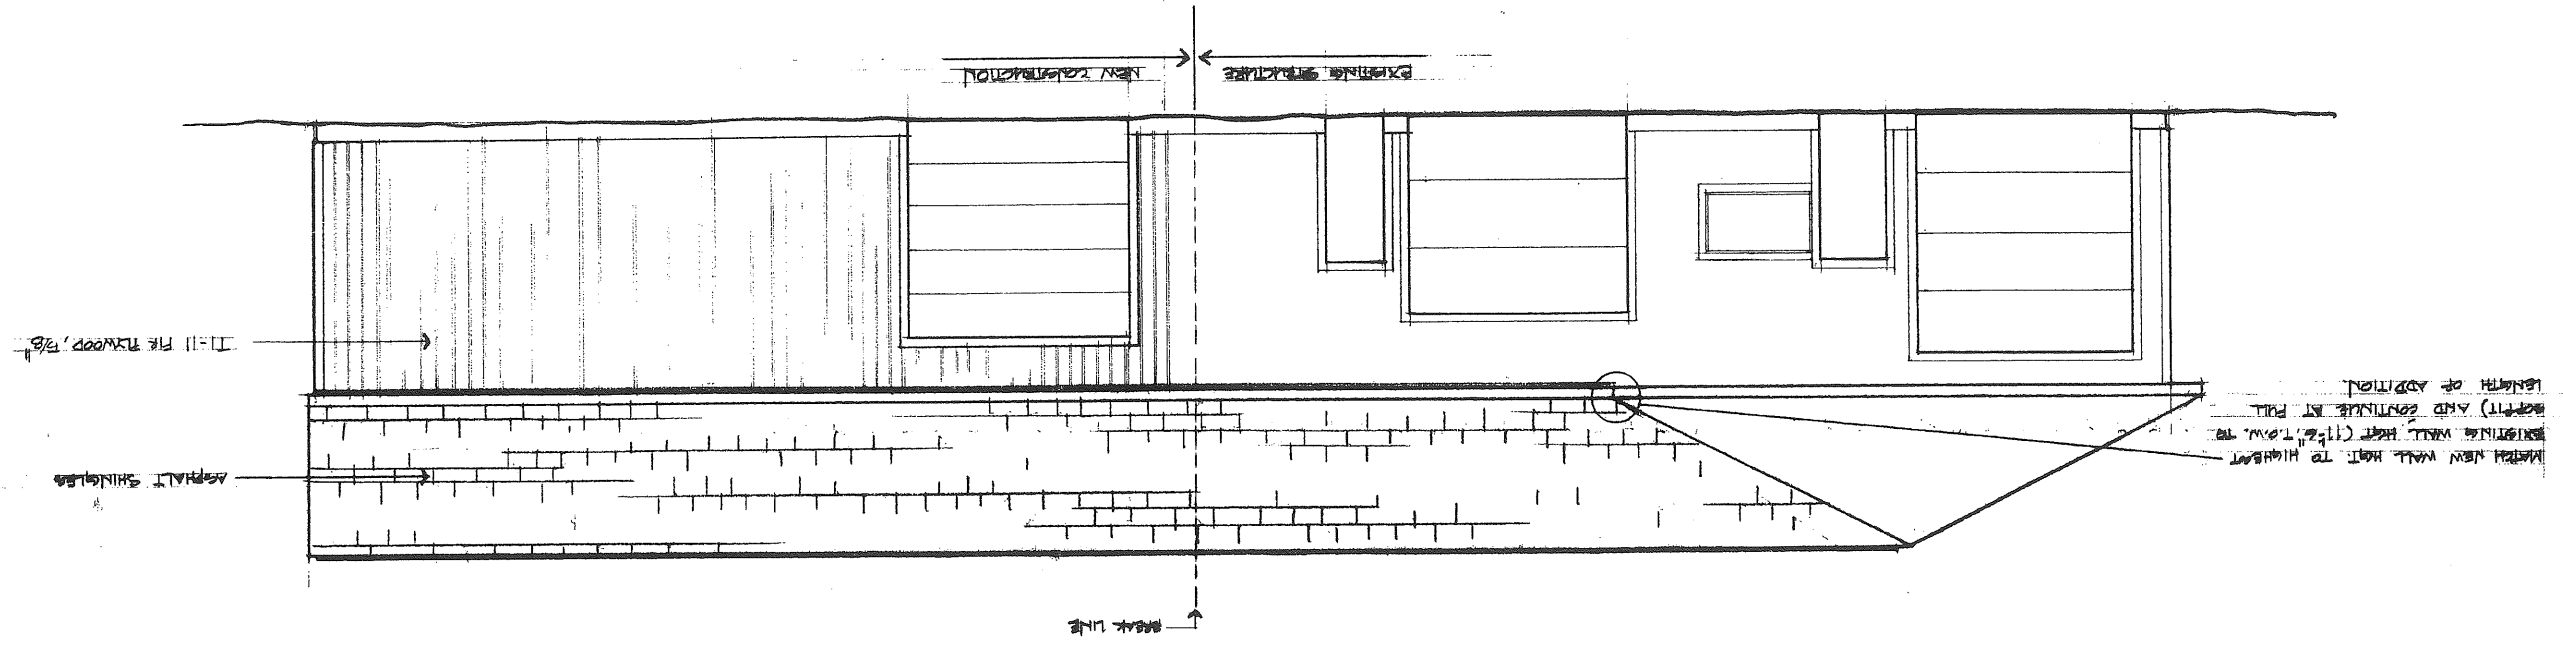 BREAK LINE
MATCH NEW WALL HGT TO HIGHEST
EXISTING WALL HGT (11'-6", T.O.W. TO
SOFFIT) AND CONTINUE AT FULL
LENGTH OF ADDITION
ASPHALT SHINGLES
T1-11 FIR PLYWOOD, 5/8"
EXISTING STRUCTURE
NEW CONSTRUCTION